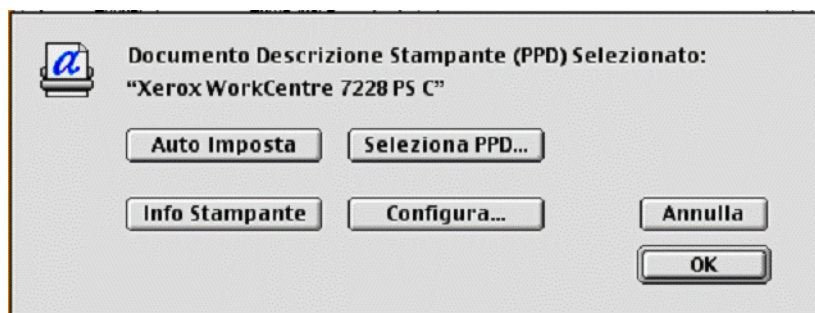 Documento Descrizione Stampante (PPD) Selezionato:
“Xerox WorkCentre 7228 PS C”
Auto Imposta Seleziona PPD...
Info Stampante Configura... Annulla
OK